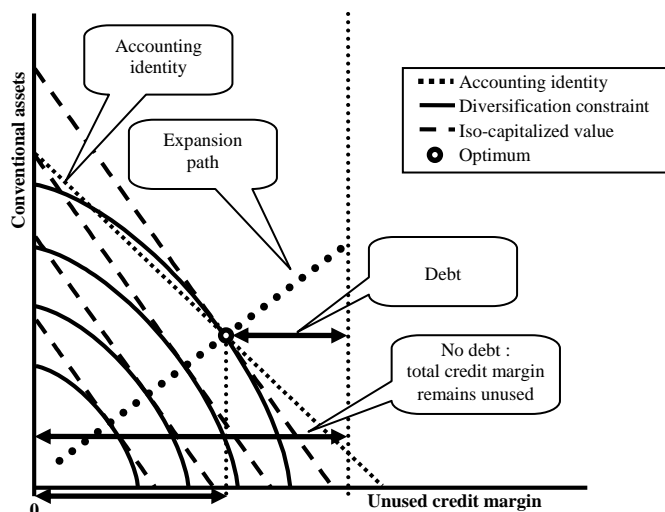 Accounting
identity
Expansion
path
Accounting identity
Diversification constraint
Iso-capitalized value
Optimum
Conventional assets
Debt
No debt :
total credit margin
remains unused
0
Unused credit margin